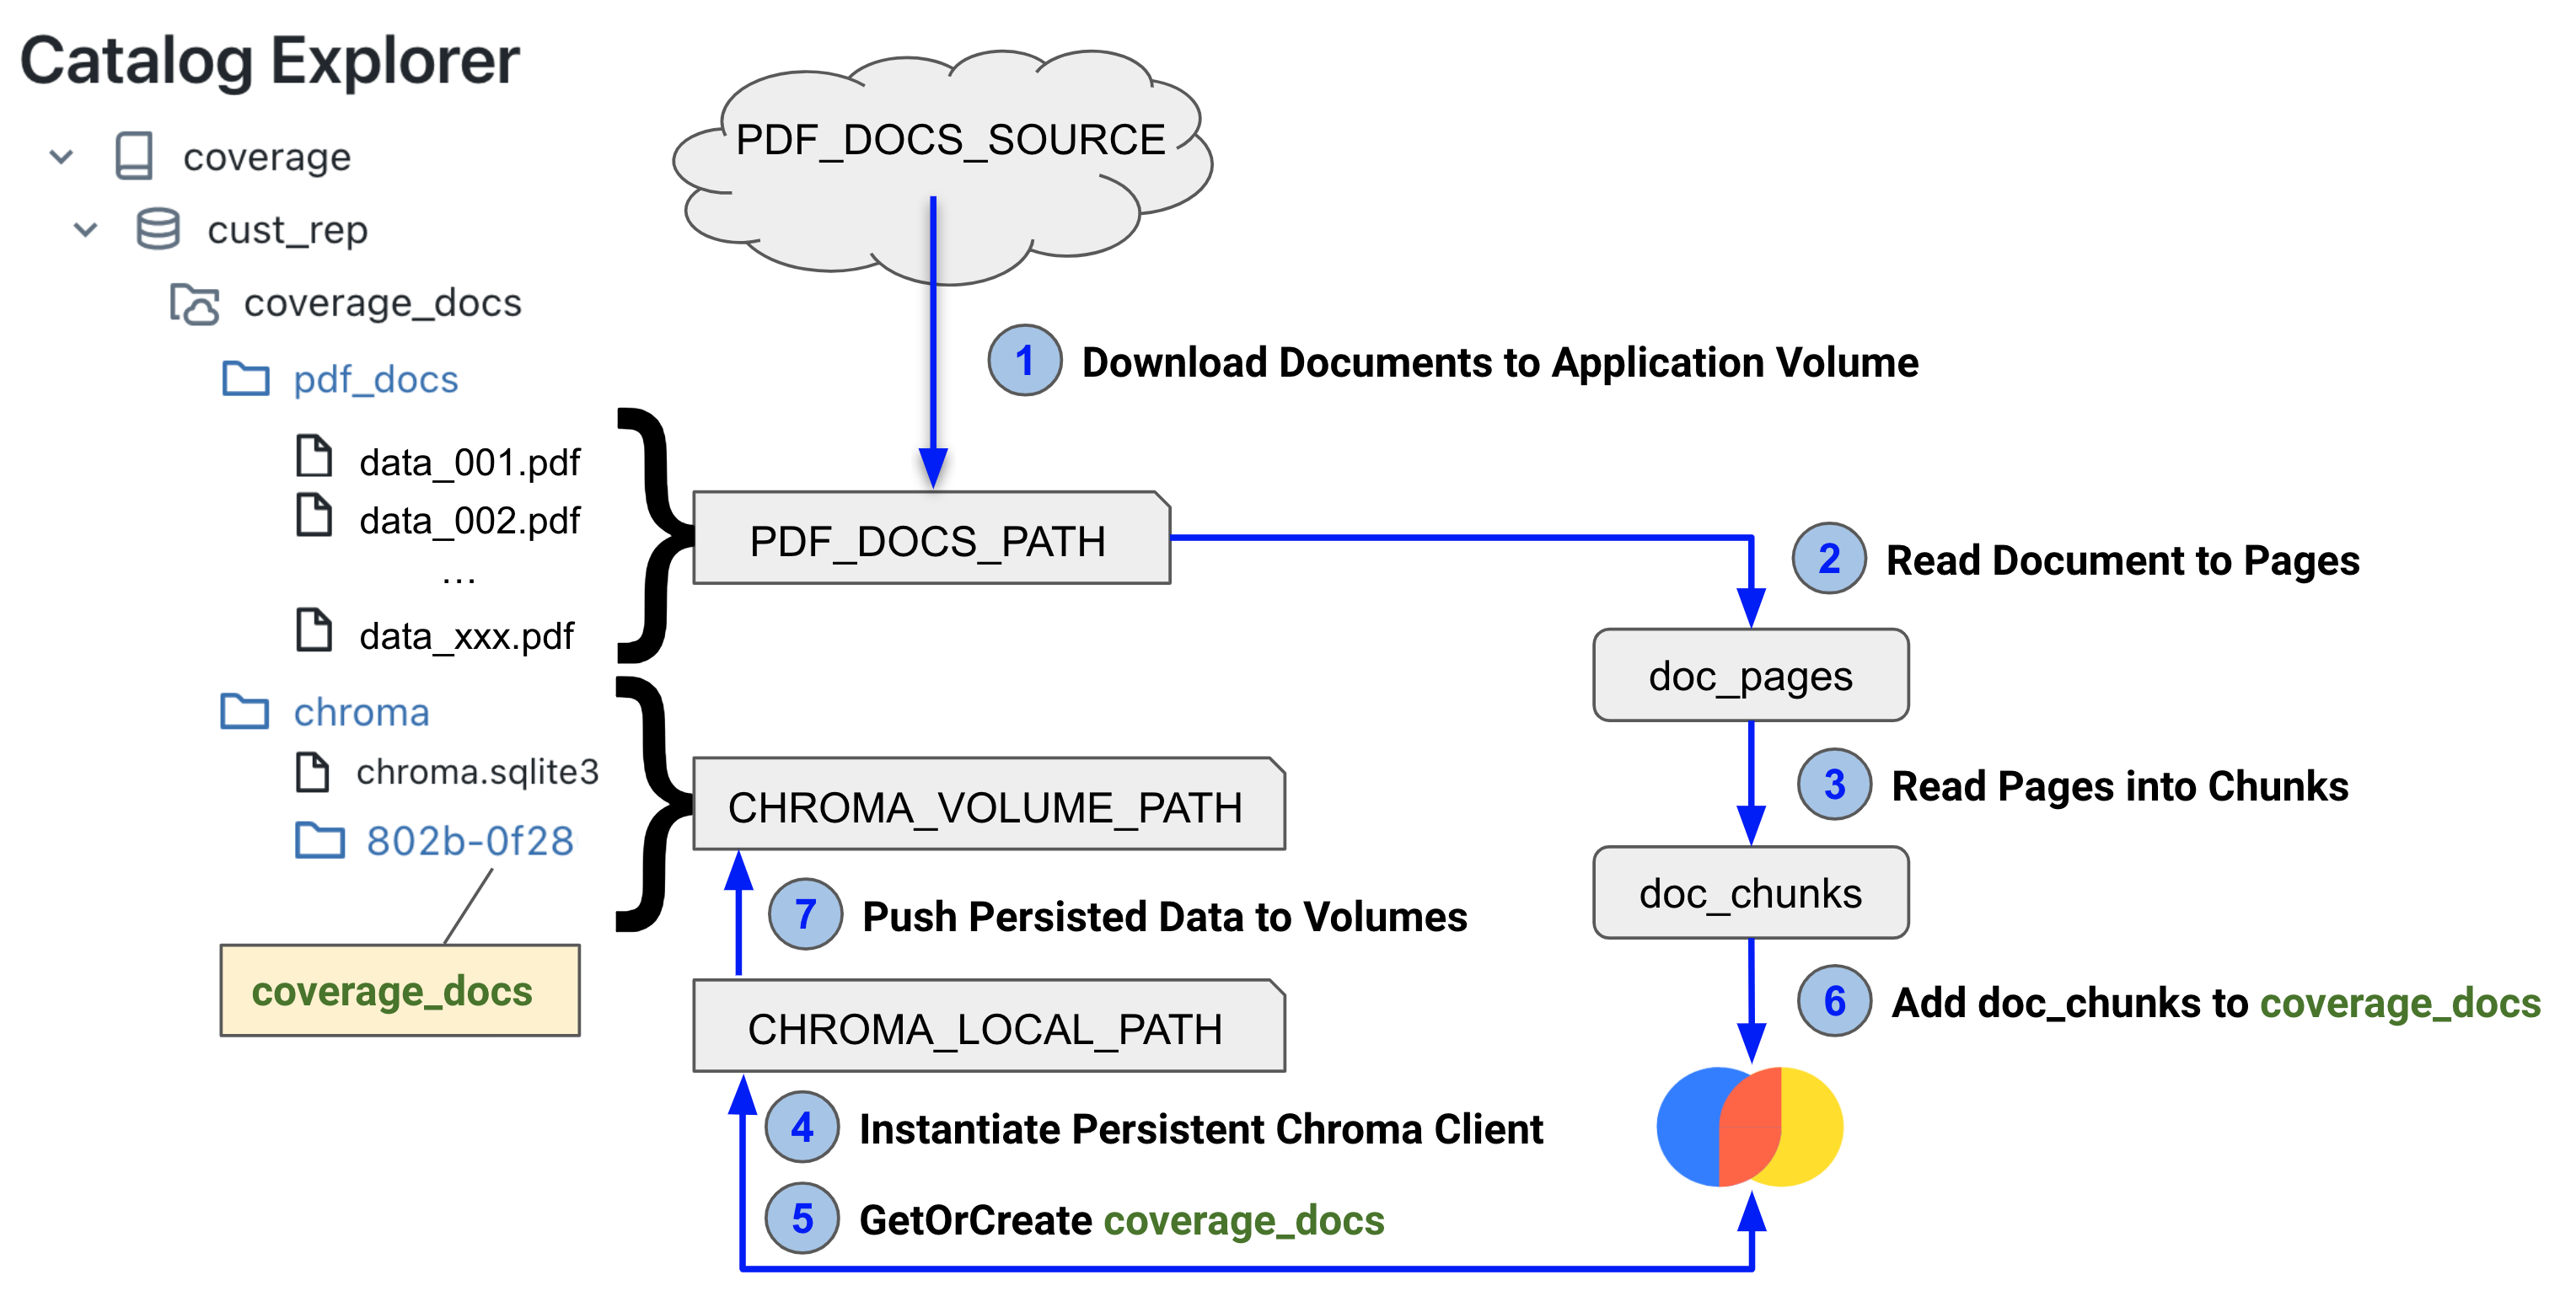 Catalog Explorer
coverage
cust_rep
coverage_docs
pdf_docs
data_001.pdf
data_002.pdf
...
data_xxx.pdf
chroma
chroma.sqlite3
802b-0f28
coverage_docs
PDF_DOCS_SOURCE
1 Download Documents to Application Volume
PDF_DOCS_PATH
2 Read Document to Pages
doc_pages
3 Read Pages into Chunks
doc_chunks
6 Add doc_chunks to coverage_docs
CHROMA_VOLUME_PATH
7 Push Persisted Data to Volumes
CHROMA_LOCAL_PATH
4 Instantiate Persistent Chroma Client
5 GetOrCreate coverage_docs